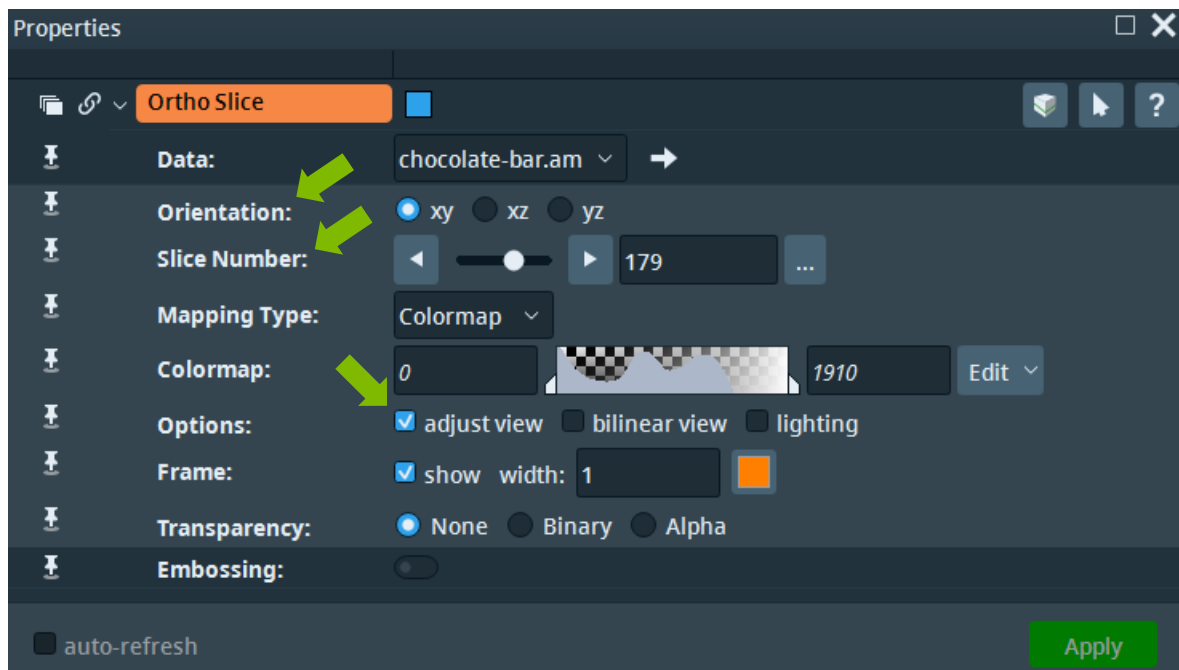 Properties
Ortho Slice ?
Data: chocolate-bar.am
Orientation: xy xz yz
Slice Number: 179 ...
Mapping Type: Colormap
Colormap: 0 1910 Edit
Options: adjust view bilinear view lighting
Frame: show width: 1
Transparency: None Binary Alpha
Embossing:
auto-refresh Apply